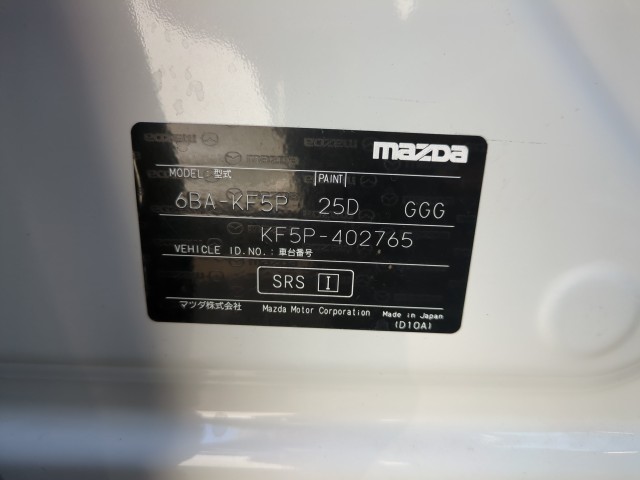 mazda
MODEL:型式 PAINT
6BA-KF5P 25D GGG
KF5P-402765
VEHICLE ID.NO.:車台番号
SRS I
マツダ株式会社 Mazda Motor Corporation Made in Japan
(D10A)